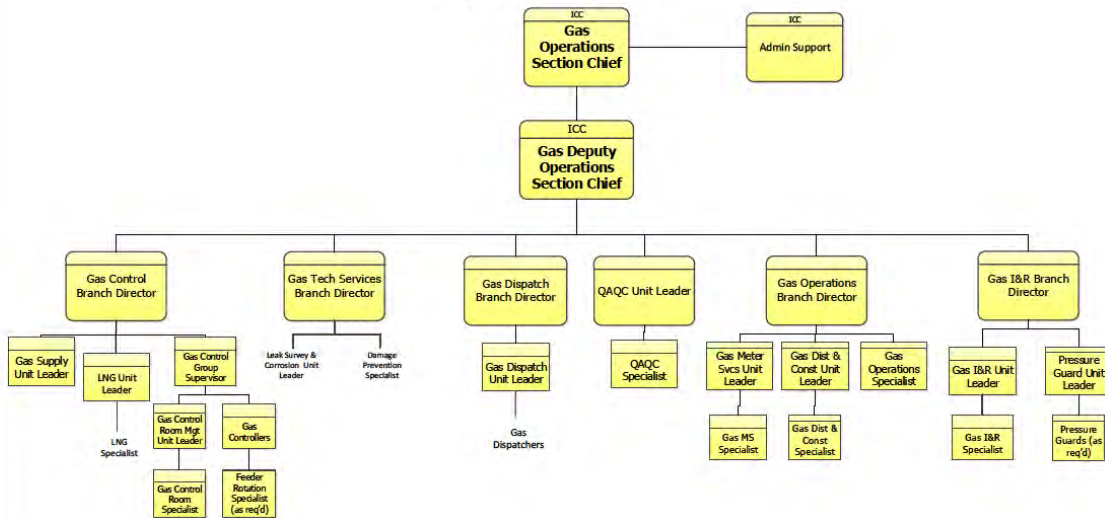 ICC
Gas
Operations
Section Chief
ICC
Admin Support
ICC
Gas Deputy
Operations
Section Chief
Gas Control
Branch Director
Gas Tech Services
Branch Director
Gas Dispatch
Branch Director
QAQC Unit Leader
Gas Operations
Branch Director
Gas I&R Branch
Director
Gas Supply
Unit Leader
LNG Unit
Leader
Gas Control
Group
Supervisor
Leak Survey &
Corrosion Unit
Leader
Damage
Prevention
Specialist
Gas Dispatch
Unit Leader
QAQC
Specialist
Gas Meter
Svcs Unit
Leader
Gas Dist &
Const Unit
Leader
Gas
Operations
Specialist
Gas I&R Unit
Leader
Pressure
Guard Unit
Leader
LNG
Specialist
Gas Control
Room Mgt
Unit Leader
Gas
Controllers
Gas
Dispatchers
Gas MS
Specialist
Gas Dist &
Const
Specialist
Gas I&R
Specialist
Pressure
Guards (as
req'd)
Gas Control
Room
Specialist
Feeder
Rotation
Specialist
(as req'd)